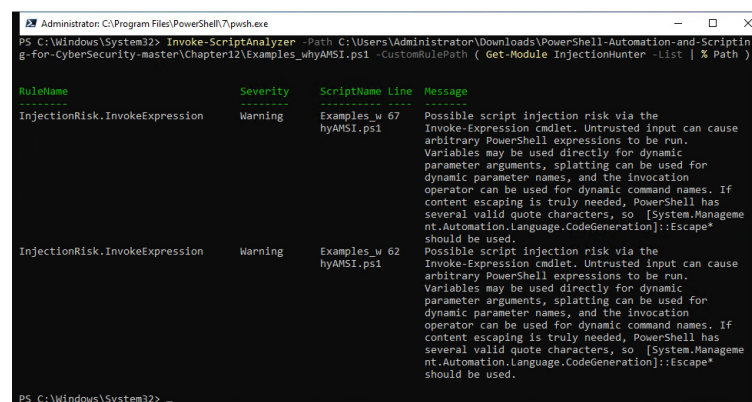 Administrator: C:\Program Files\PowerShell\7\pwsh.exe
PS C:\Windows\System32> Invoke-ScriptAnalyzer -Path C:\Users\Administrator\Downloads\PowerShell-Automation-and-Scriptin
g-for-CyberSecurity-master\Chapter12\Examples_whyAMSI.ps1 -CustomRulePath ( Get-Module InjectionHunter -List | % Path )
RuleName Severity ScriptName Line Message
-------- -------- ---------- ---- -------
InjectionRisk.InvokeExpression Warning Examples_w 67 Possible script injection risk via the
hyAMSI.ps1 Invoke-Expression cmdlet. Untrusted input can cause
arbitrary PowerShell expressions to be run.
Variables may be used directly for dynamic
parameter arguments, splatting can be used for
dynamic parameter names, and the invocation
operator can be used for dynamic command names. If
content escaping is truly needed, PowerShell has
several valid quote characters, so [System.Manageme
nt.Automation.Language.CodeGeneration]::Escape*
should be used.
InjectionRisk.InvokeExpression Warning Examples_w 62 Possible script injection risk via the
hyAMSI.ps1 Invoke-Expression cmdlet. Untrusted input can cause
arbitrary PowerShell expressions to be run.
Variables may be used directly for dynamic
parameter arguments, splatting can be used for
dynamic parameter names, and the invocation
operator can be used for dynamic command names. If
content escaping is truly needed, PowerShell has
several valid quote characters, so [System.Manageme
nt.Automation.Language.CodeGeneration]::Escape*
should be used.
PS C:\Windows\System32> _